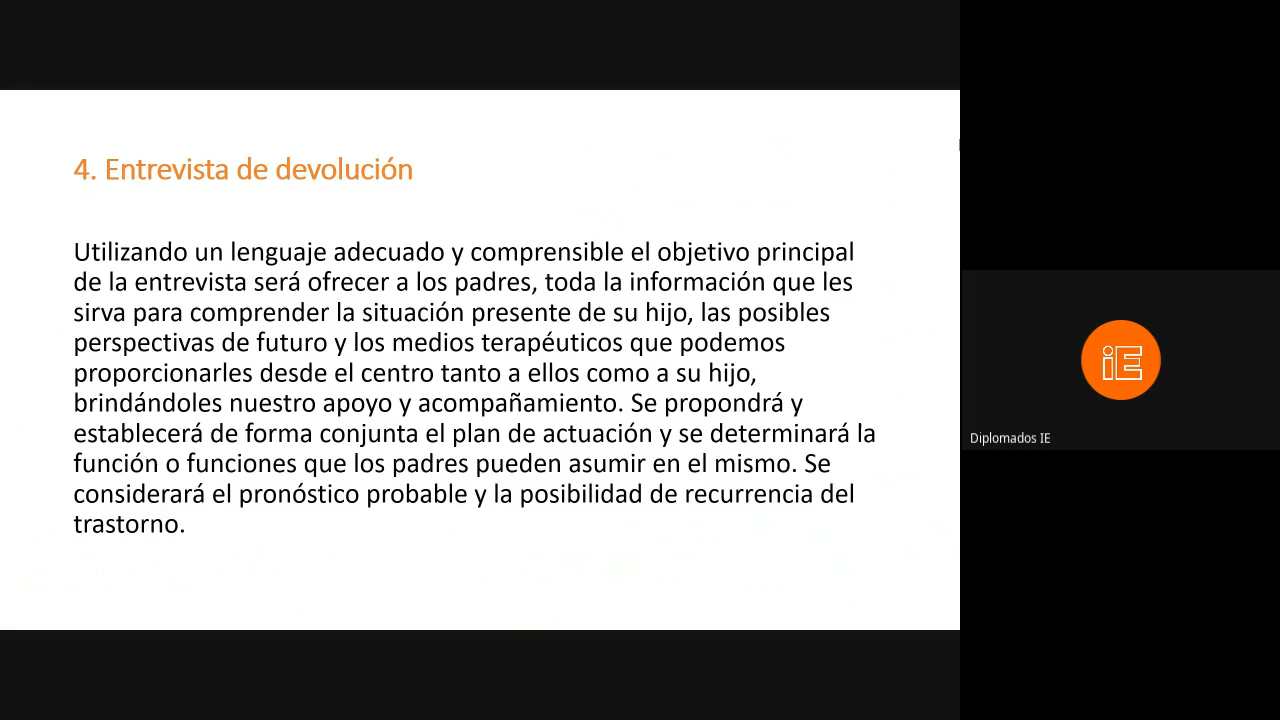 4. Entrevista de devolución
Utilizando un lenguaje adecuado y comprensible el objetivo principal
de la entrevista será ofrecer a los padres, toda la información que les
sirva para comprender la situación presente de su hijo, las posibles
perspectivas de futuro y los medios terapéuticos que podemos
proporcionarles desde el centro tanto a ellos como a su hijo,
brindándoles nuestro apoyo y acompañamiento. Se propondrá y
establecerá de forma conjunta el plan de actuación y se determinará la
función o funciones que los padres pueden asumir en el mismo. Se
considerará el pronóstico probable y la posibilidad de recurrencia del
trastorno.
iE
Diplomados IE